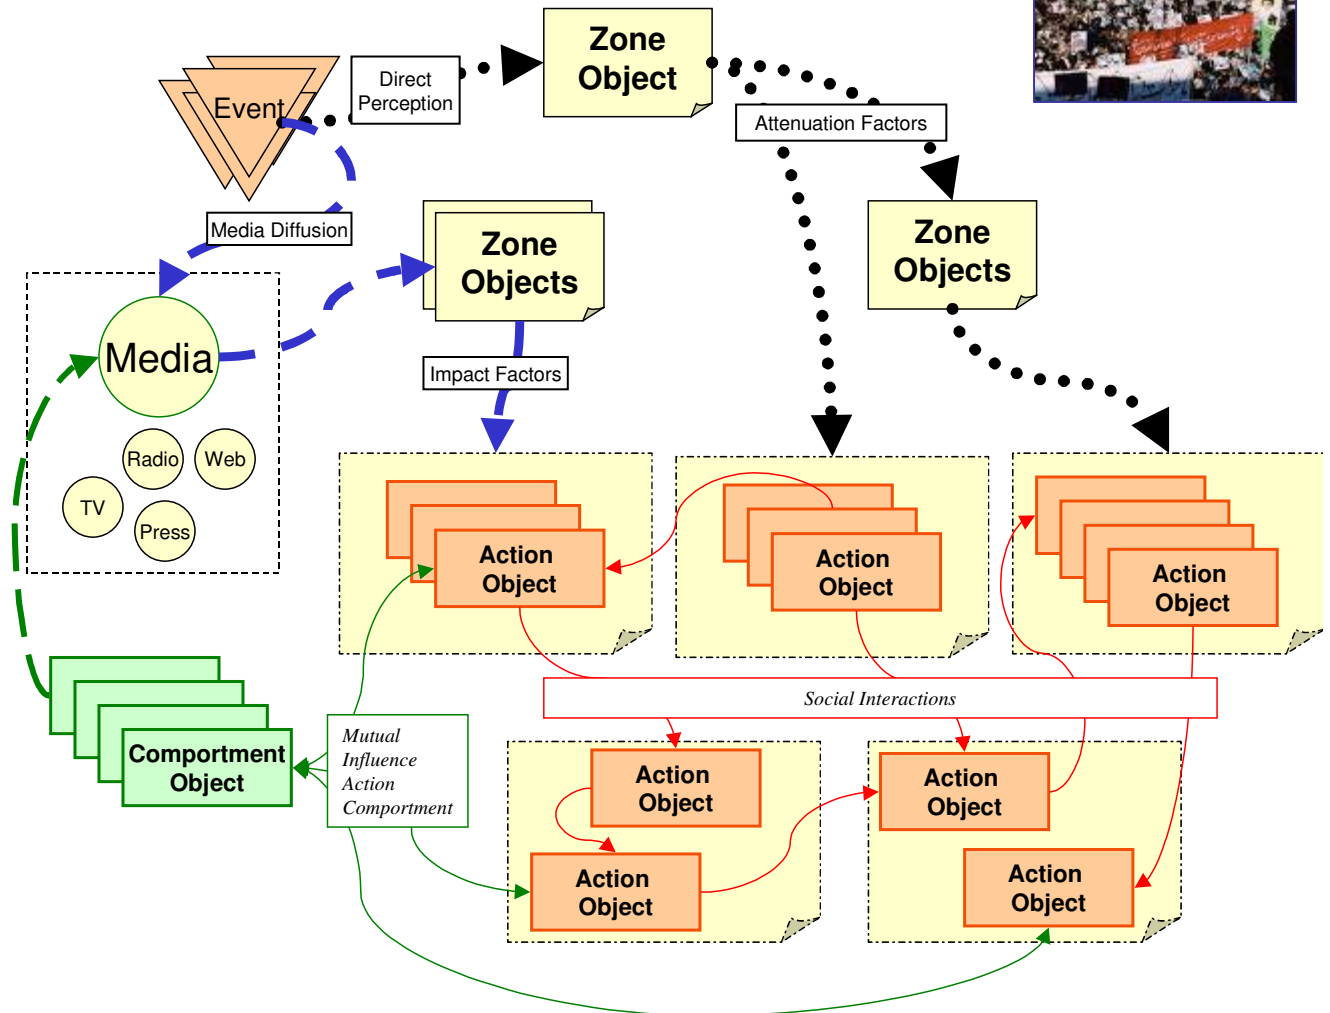 Zone
Object
Direct
Perception
Event
Attenuation Factors
Media Diffusion
Zone
Objects
Zone
Objects
Media
Impact Factors
Radio
Web
TV
Press
Action
Object
Action
Object
Action
Object
Social Interactions
Comportment
Object
Mutual
Influence
Action
Comportment
Action
Object
Action
Object
Action
Object
Action
Object